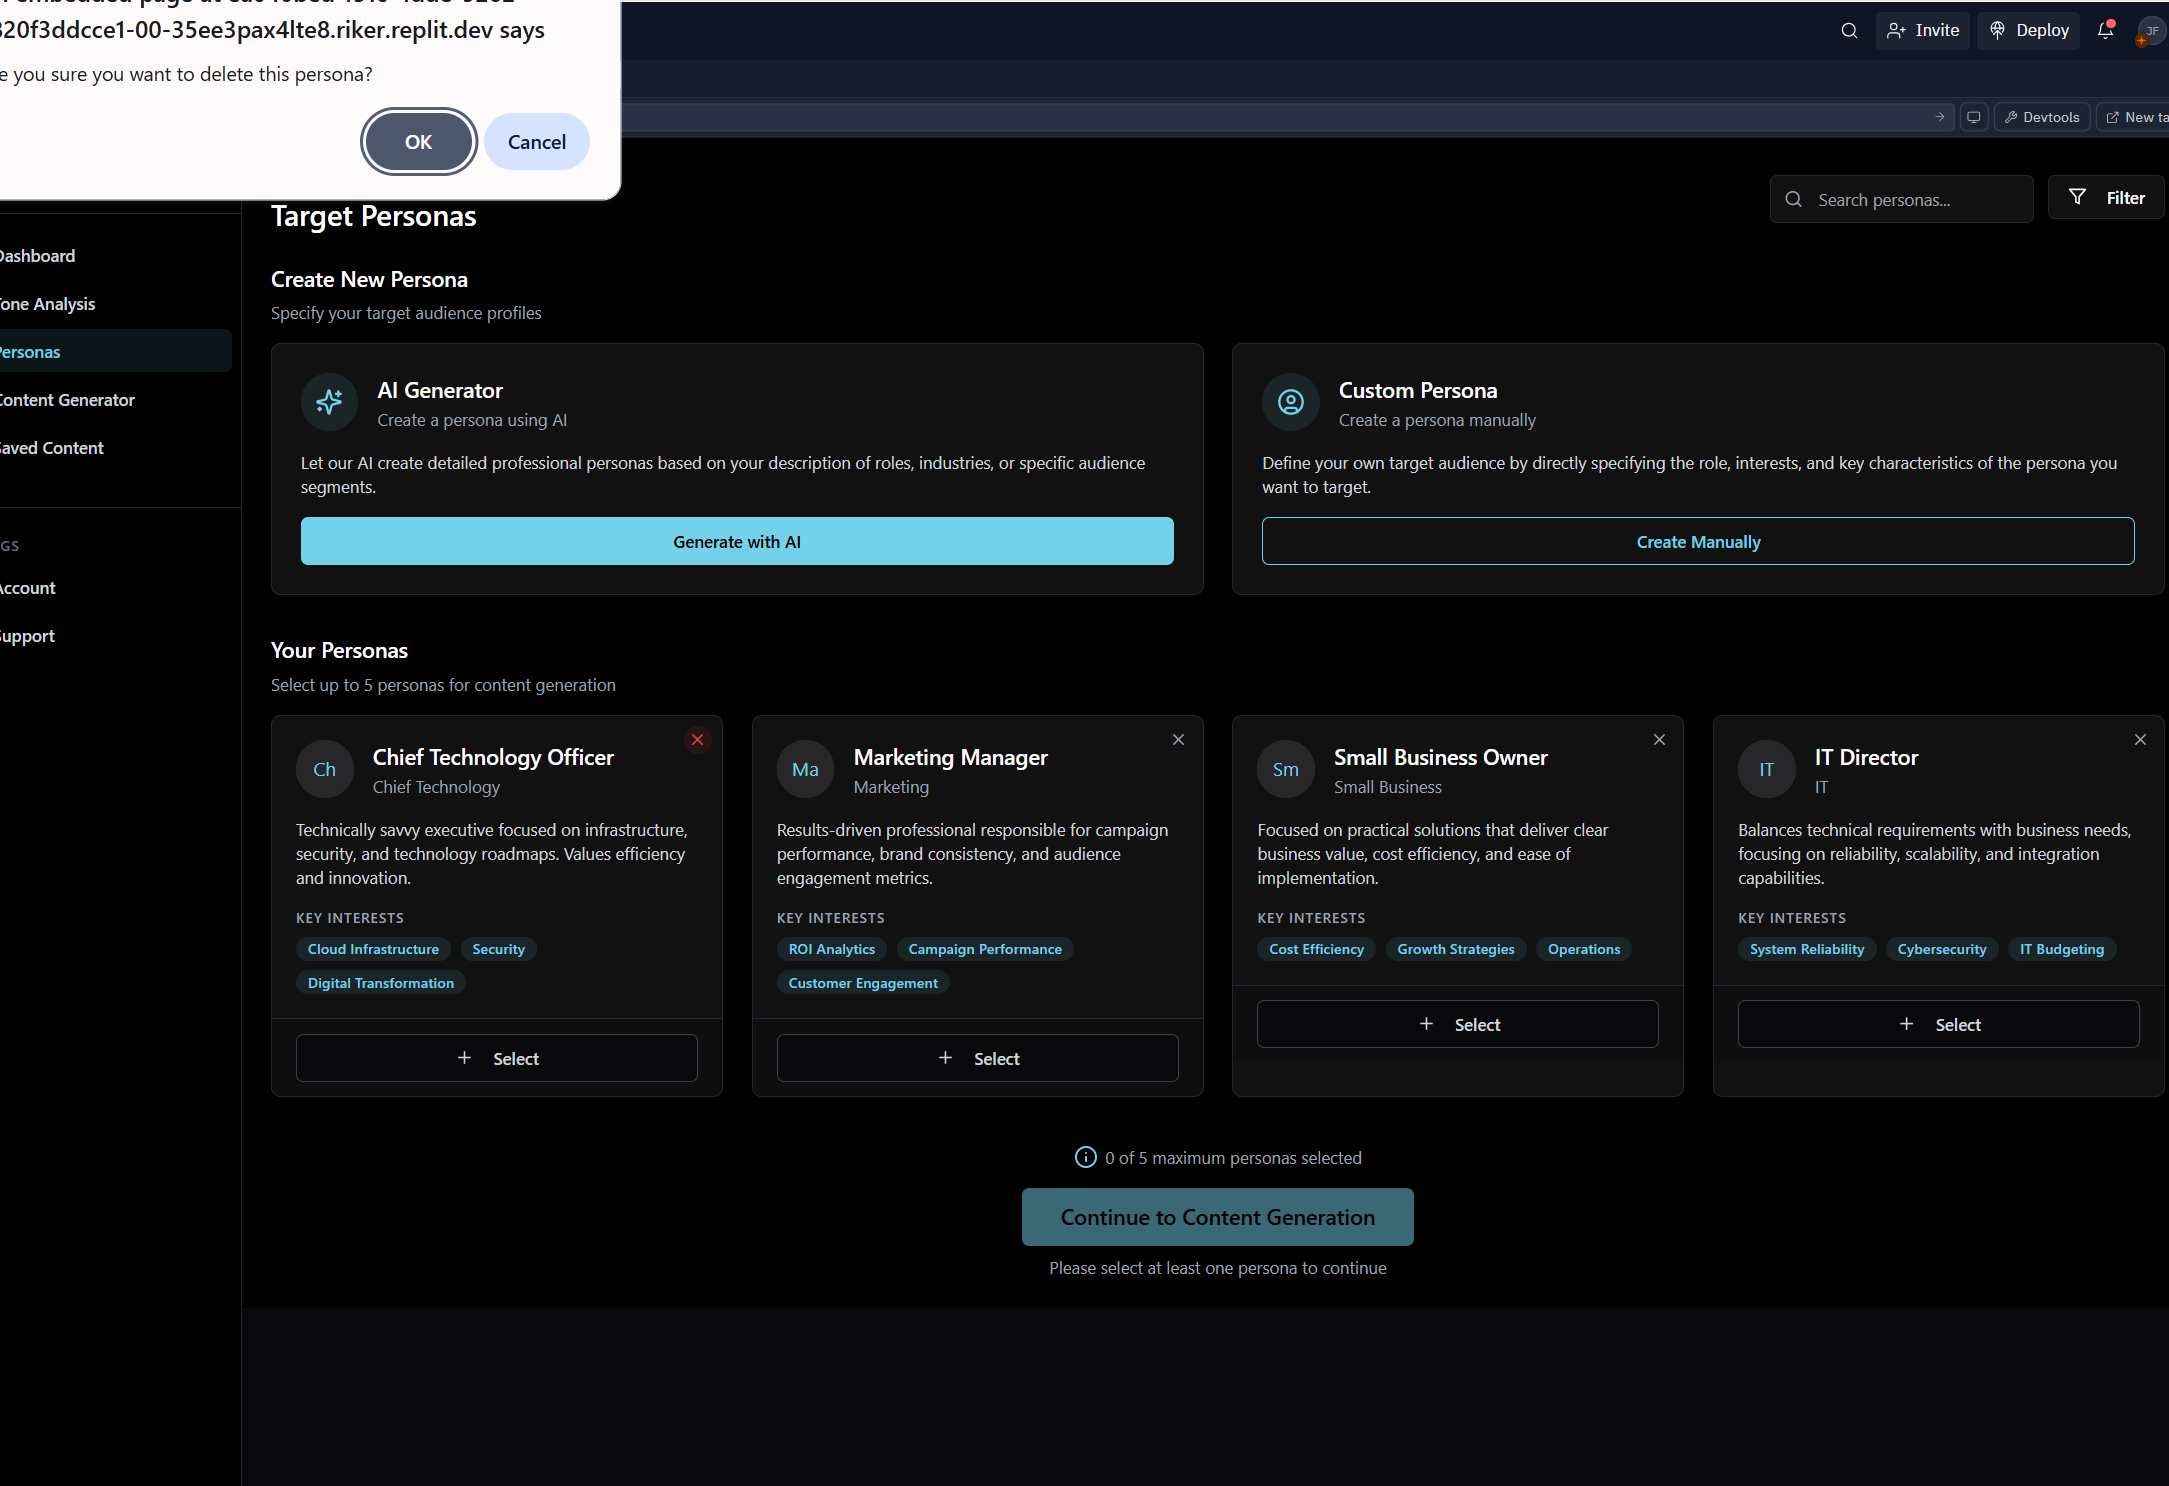 320f3ddcce1-00-35ee3pax4lte8.riker.replit.dev says
you sure you want to delete this persona?
OK
Cancel
Invite
Deploy
JF
Devtools
New ta
Target Personas
Search personas...
Filter
Dashboard
Tone Analysis
Personas
Content Generator
Saved Content
GS
Account
Support
Create New Persona
Specify your target audience profiles
AI Generator
Create a persona using AI
Let our AI create detailed professional personas based on your description of roles, industries, or specific audience
segments.
Generate with AI
Custom Persona
Create a persona manually
Define your own target audience by directly specifying the role, interests, and key characteristics of the persona you
want to target.
Create Manually
Your Personas
Select up to 5 personas for content generation
Ch
Chief Technology Officer
Chief Technology
Technically savvy executive focused on infrastructure,
security, and technology roadmaps. Values efficiency
and innovation.
KEY INTERESTS
Cloud Infrastructure
Security
Digital Transformation
Select
Ma
Marketing Manager
Marketing
Results-driven professional responsible for campaign
performance, brand consistency, and audience
engagement metrics.
KEY INTERESTS
ROI Analytics
Campaign Performance
Customer Engagement
Select
Sm
Small Business Owner
Small Business
Focused on practical solutions that deliver clear
business value, cost efficiency, and ease of
implementation.
KEY INTERESTS
Cost Efficiency
Growth Strategies
Operations
Select
IT
IT Director
IT
Balances technical requirements with business needs,
focusing on reliability, scalability, and integration
capabilities.
KEY INTERESTS
System Reliability
Cybersecurity
IT Budgeting
Select
0 of 5 maximum personas selected
Continue to Content Generation
Please select at least one persona to continue